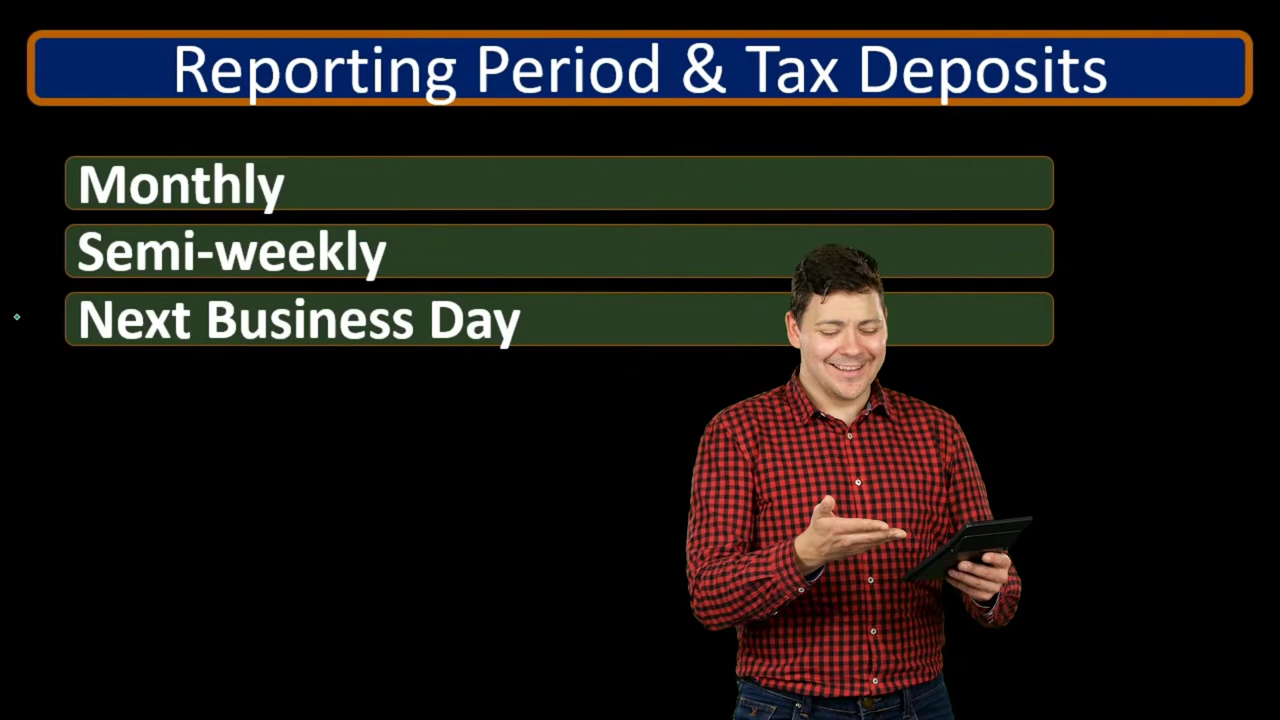 Reporting Period & Tax Deposits
Monthly
Semi-weekly
Next Business Day